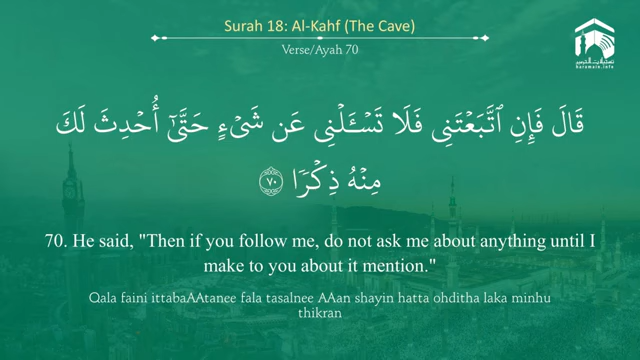 Surah 18: Al-Kahf (The Cave)
Verse/Ayah 70
haramain.info
قَالَ فَإِنِ ٱتَّبَعْتَنِى فَلَا تَسْـَٔلْنِى عَن شَىْءٍ حَتَّىٰٓ أُحْدِثَ لَكَ
مِنْهُ ذِكْرًا ٧٠
70. He said, "Then if you follow me, do not ask me about anything until I
make to you about it mention."
Qala faini ittabaAAtanee fala tasalnee AAan shayin hatta ohditha laka minhu
thikran